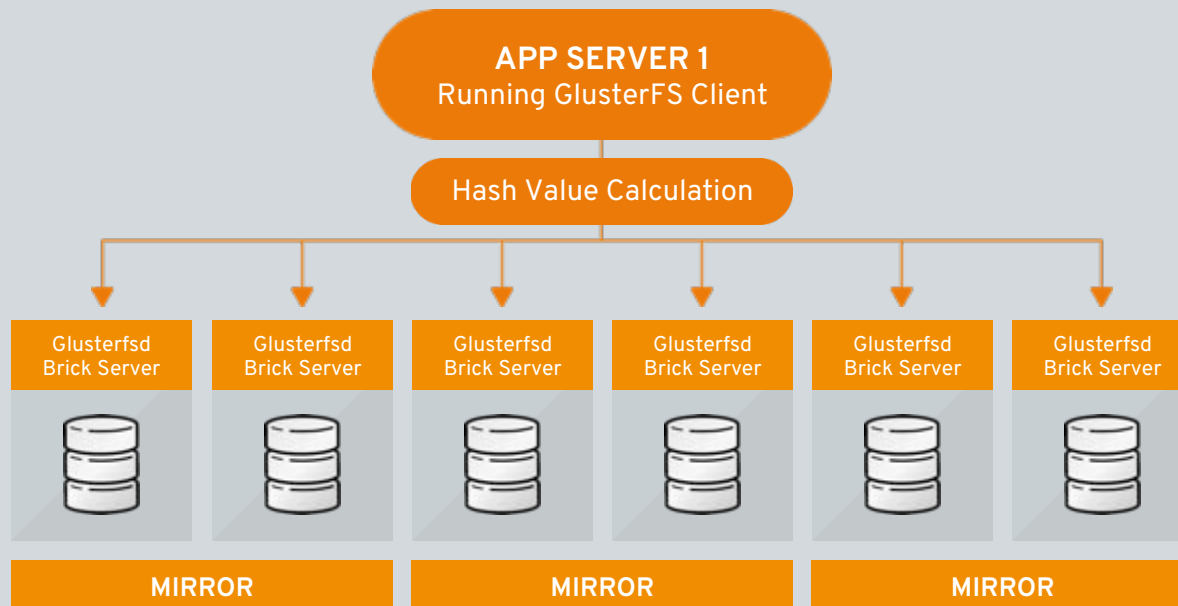 APP SERVER 1
Running GlusterFS Client
Hash Value Calculation
Glusterfsd
Brick Server
Glusterfsd
Brick Server
Glusterfsd
Brick Server
Glusterfsd
Brick Server
Glusterfsd
Brick Server
Glusterfsd
Brick Server
MIRROR
MIRROR
MIRROR